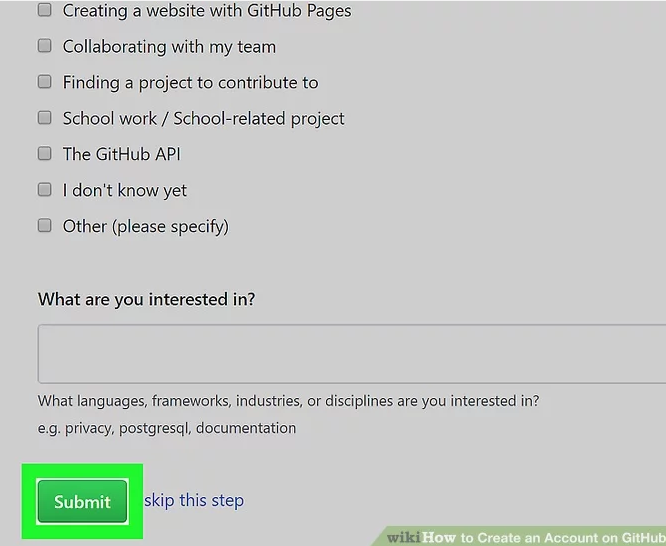 Creating a website with GitHub Pages
Collaborating with my team
Finding a project to contribute to
School work / School-related project
The GitHub API
I don't know yet
Other (please specify)
What are you interested in?
What languages, frameworks, industries, or disciplines are you interested in?
e.g. privacy, postgresql, documentation
Submit skip this step
wikiHow to Create an Account on GitHub